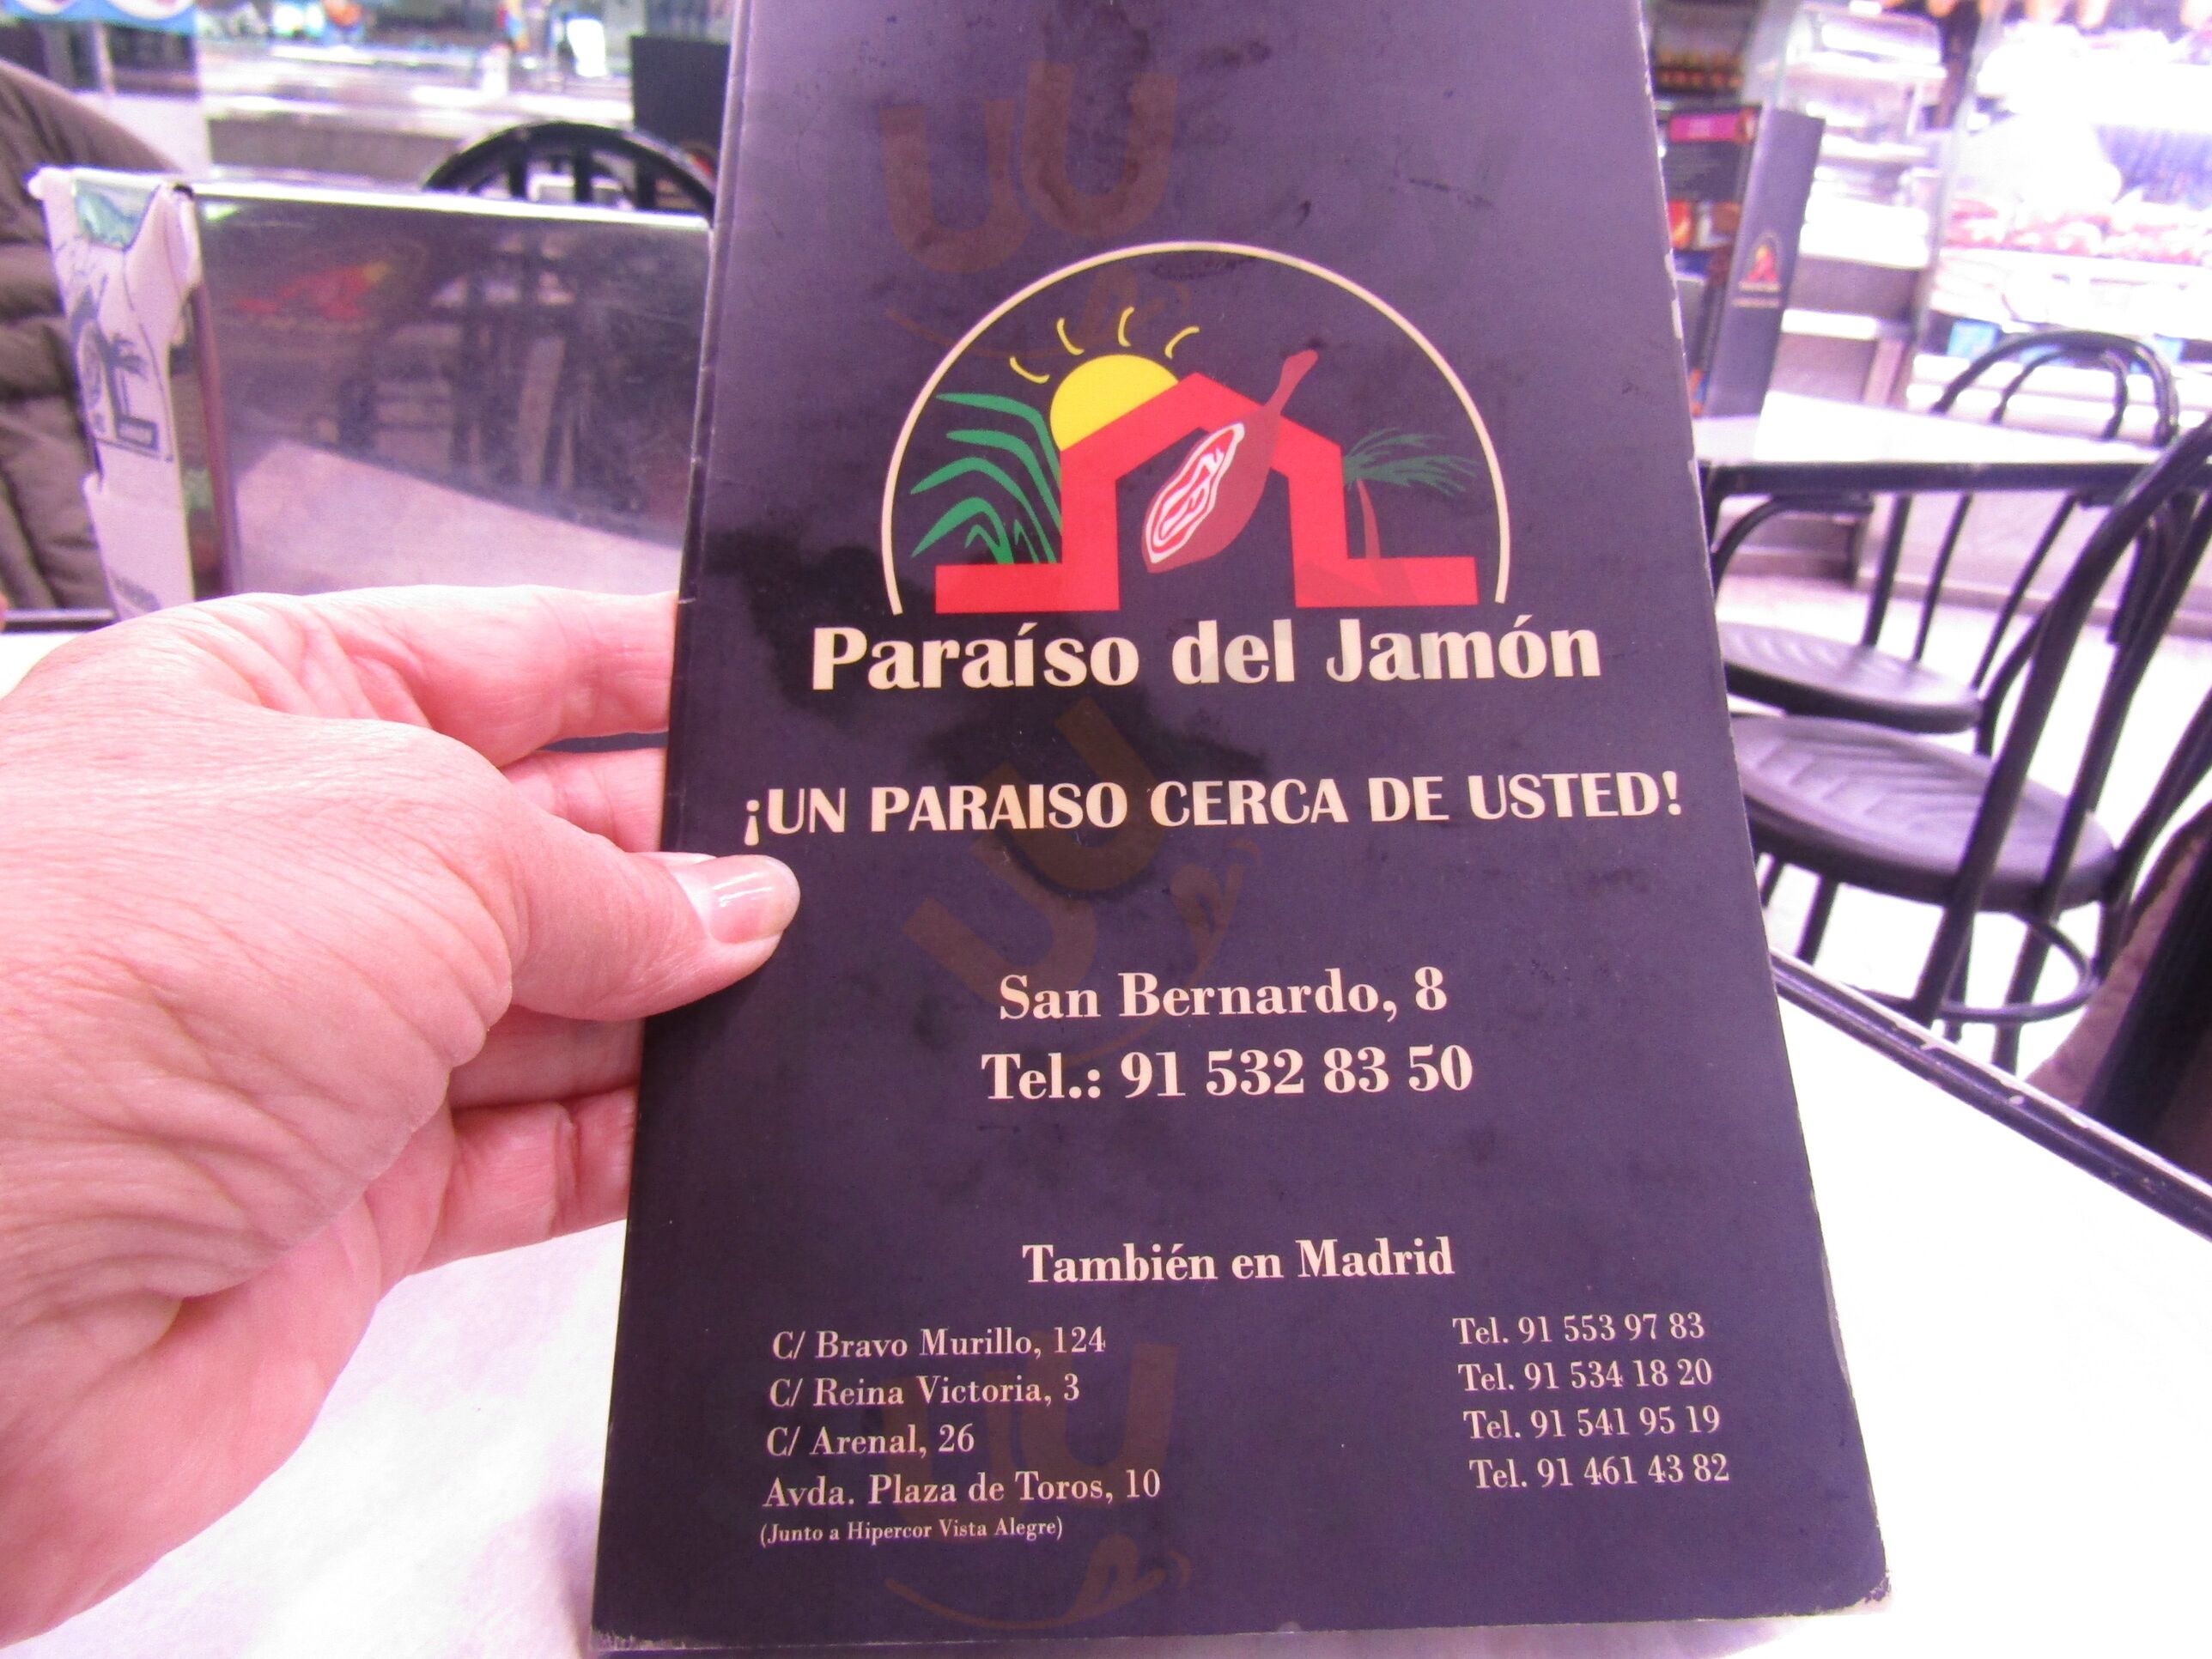 Paraíso del Jamón
¡UN PARAISO CERCA DE USTED!
San Bernardo, 8
Tel.: 91 532 83 50
También en Madrid
C/ Bravo Murillo, 124 Tel. 91 553 97 83
C/ Reina Victoria, 3 Tel. 91 534 18 20
C/ Arenal, 26 Tel. 91 541 95 19
Avda. Plaza de Toros, 10 Tel. 91 461 43 82
(Junto a Hipercor Vista Alegre)